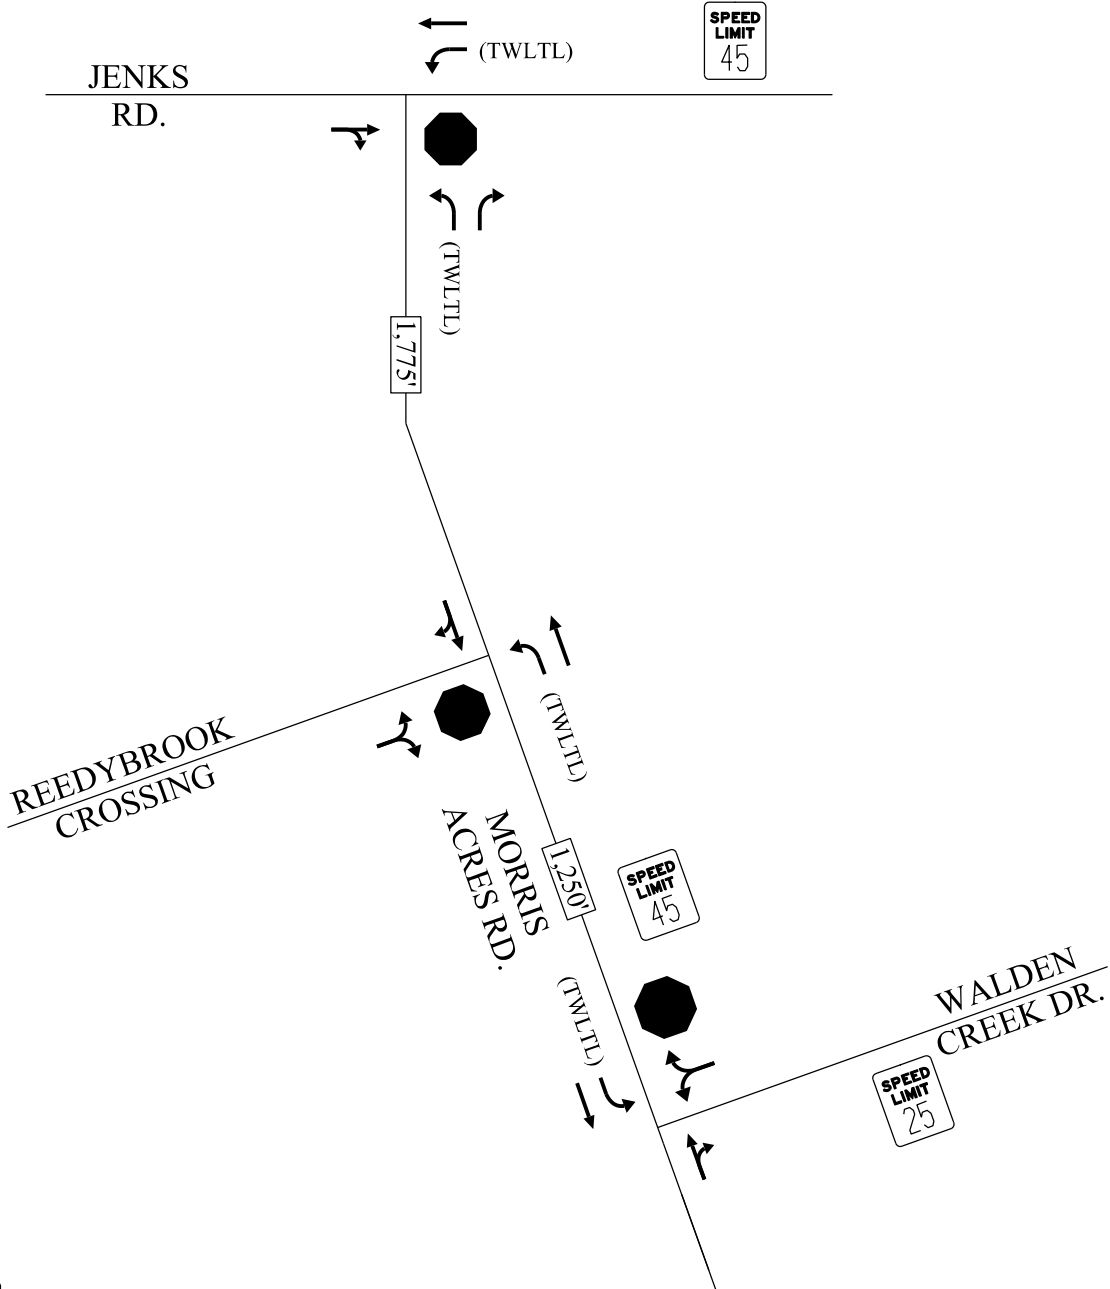 SPEED
LIMIT
45
(TWLTL)
JENKS
RD.
(TWLTL)
1,775'
(TWLTL)
REEDYBROOK
CROSSING
MORRIS
ACRES RD.
1,250'
SPEED
LIMIT
45
(TWLTL)
WALDEN
CREEK DR.
SPEED
LIMIT
25